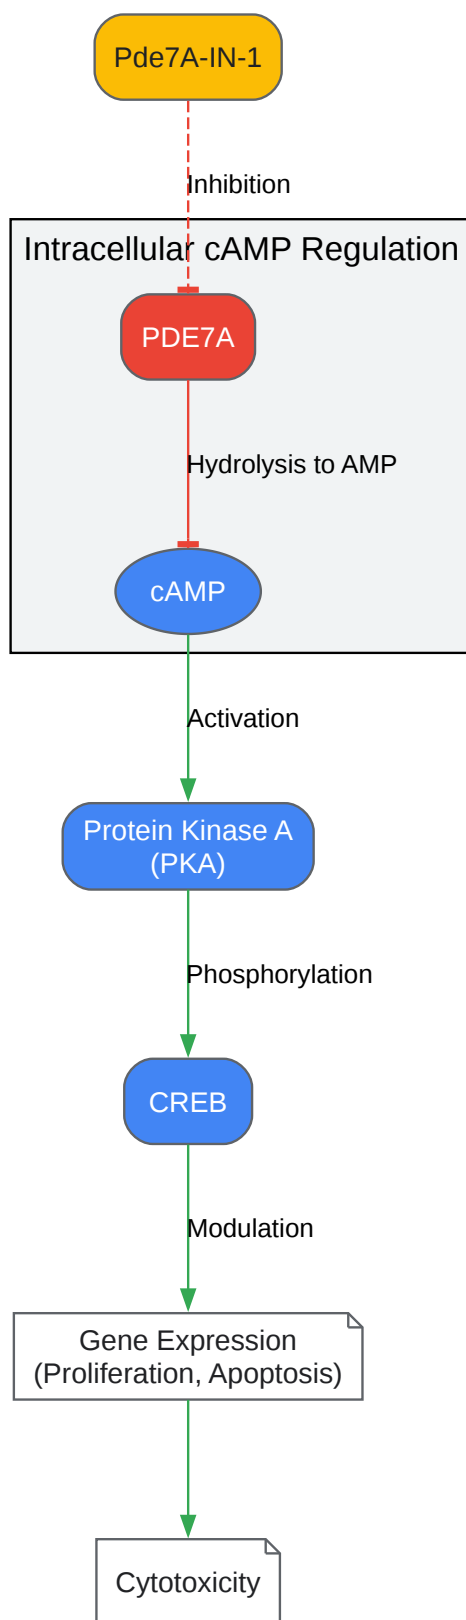 Pde7A-IN-1
Inhibition
Intracellular cAMP Regulation
PDE7A
Hydrolysis to AMP
cAMP
Activation
Protein Kinase A
(PKA)
Phosphorylation
CREB
Modulation
Gene Expression
(Proliferation, Apoptosis)
Cytotoxicity